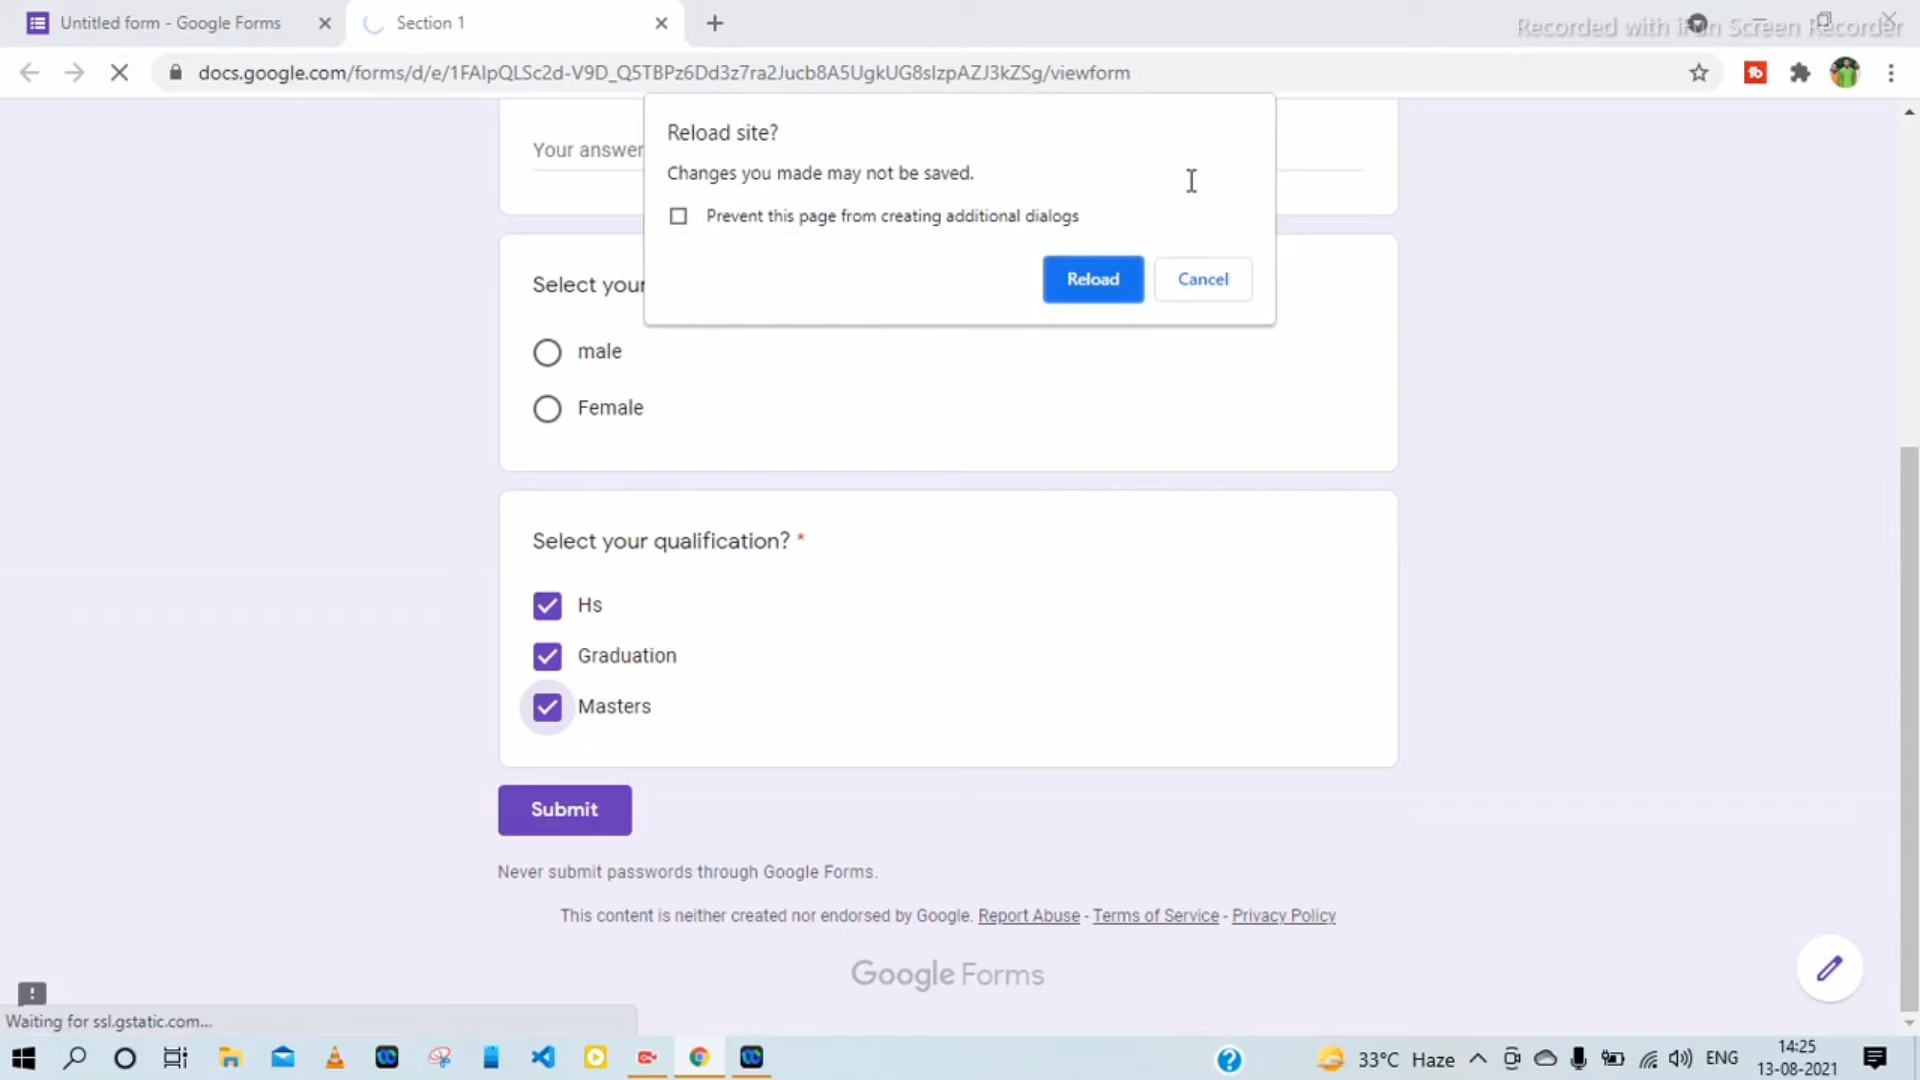 Untitled form - Google Forms
Section 1
Recorded with Screen Recorder
docs.google.com/forms/d/e/1FAIpQLSc2d-V9D_Q5TBPz6Dd3z7ra2Jucb8A5UgkUG8sIzpAZJ3kZSg/viewform
Reload site?
Changes you made may not be saved.
Prevent this page from creating additional dialogs
Reload
Cancel
Your answer
Select your
male
Female
Select your qualification? *
Hs
Graduation
Masters
Submit
Never submit passwords through Google Forms.
This content is neither created nor endorsed by Google. Report Abuse - Terms of Service - Privacy Policy
Google Forms
Waiting for ssl.gstatic.com...
33°C Haze
ENG
14:25
13-08-2021